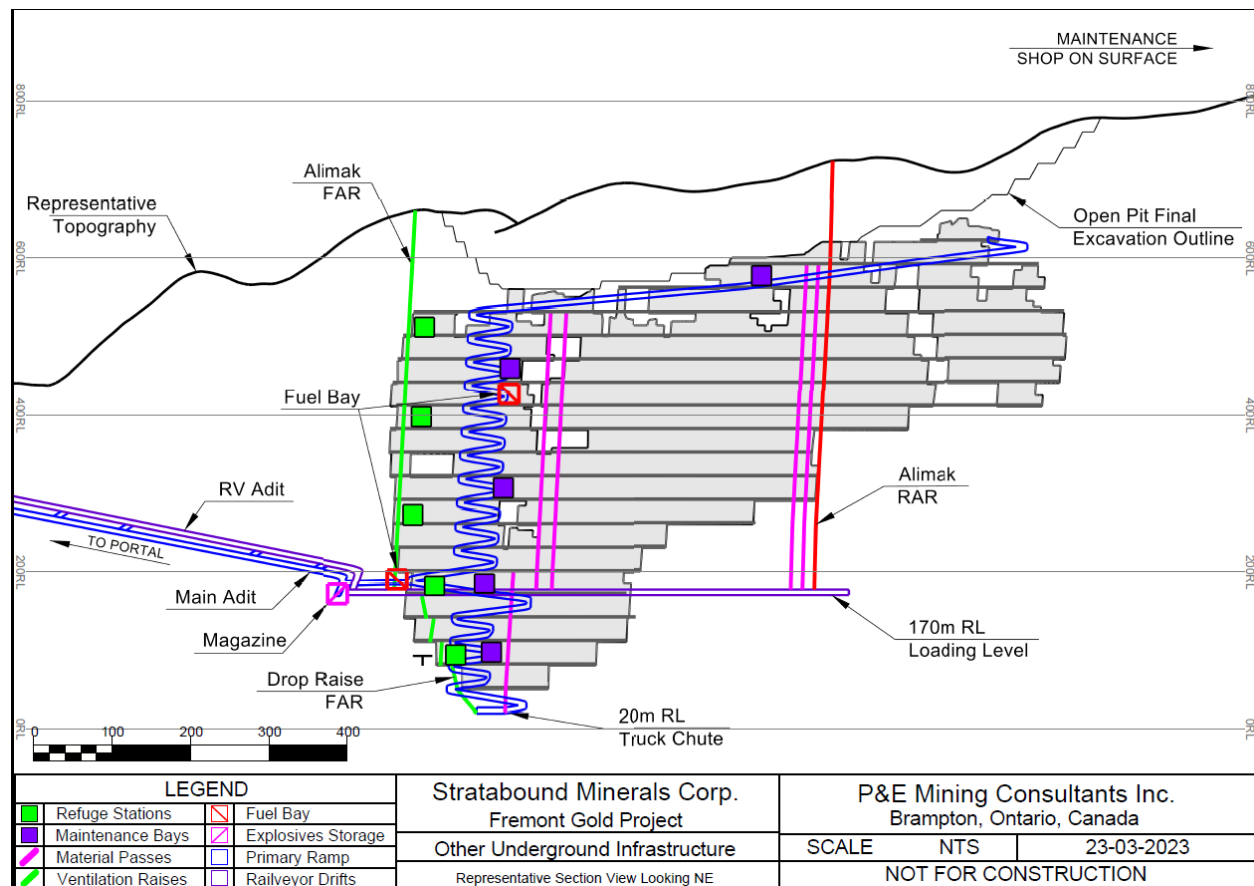 MAINTENANCE
SHOP ON SURFACE
800RL
800RL
Alimak
FAR
Representative
Topography
Open Pit Final
Excavation Outline
600RL
600RL
Fuel Bay
400RL
400RL
RV Adit
Alimak
RAR
TO PORTAL
200RL
200RL
Main Adit
Magazine
170m RL
Loading Level
Drop Raise
FAR
20m RL
Truck Chute
0RL
0RL
0 100 200 300 400
LEGEND
Refuge Stations Fuel Bay
Maintenance Bays Explosives Storage
Material Passes Primary Ramp
Ventilation Raises Railveyor Drifts
Stratabound Minerals Corp.
Fremont Gold Project
Other Underground Infrastructure
Representative Section View Looking NE
P&E Mining Consultants Inc.
Brampton, Ontario, Canada
SCALE NTS 23-03-2023
NOT FOR CONSTRUCTION